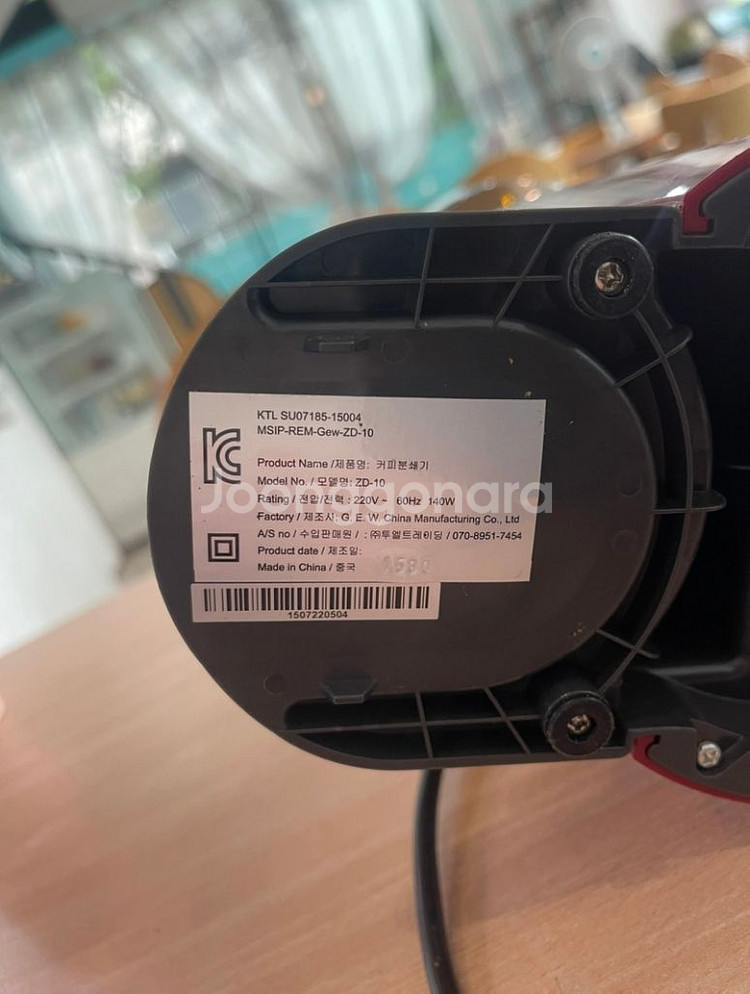 KTL SU07185-15004
MSIP-REM-Gew-ZD-10
Product Name /제품명: 커피분쇄기
Model No. / 모델명: ZD-10
Joonggonara
Rating / 전압/전력 : 220V ~ 60Hz 140W
Factory / 제조사: G. E. W. China Manufacturing Co., Ltd
A/S no / 수입판매원 / : ㈜투엘트레이딩 / 070-8951-7454
Product date / 제조일:
Made in China / 중국
1507220504